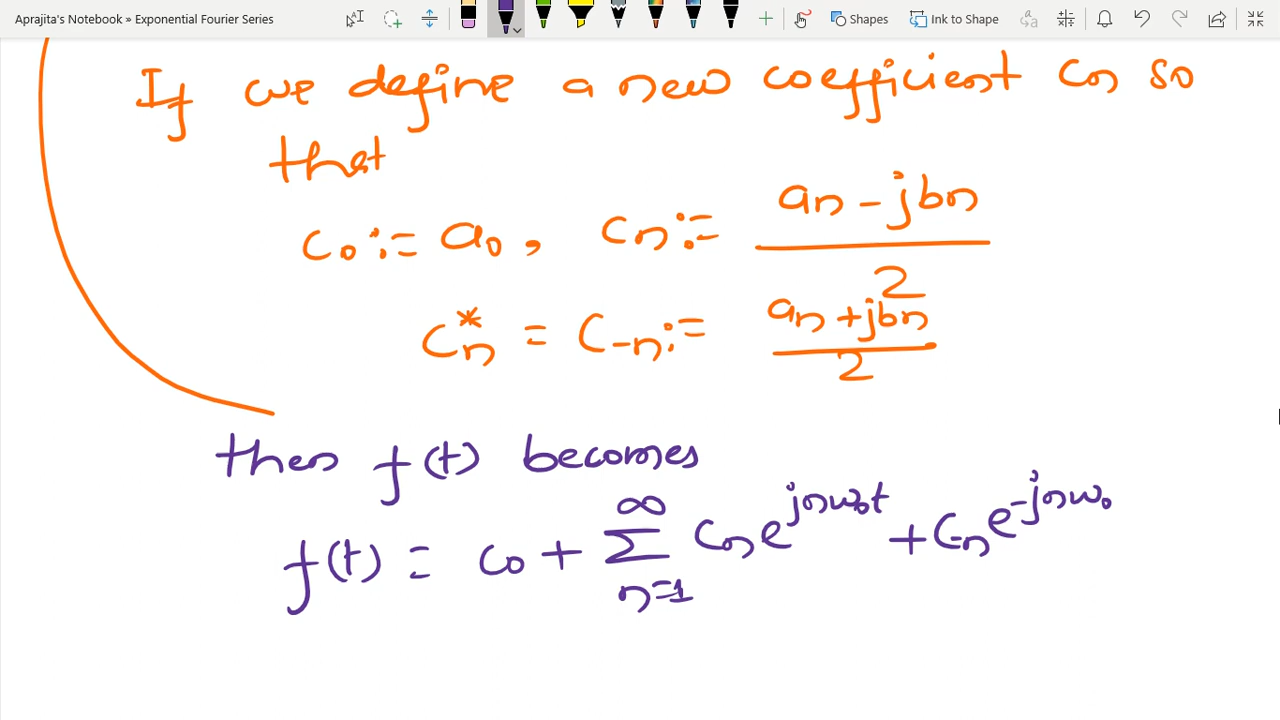 Aprajita's Notebook » Exponential Fourier Series Shapes Ink to Shape
If we define a new coefficient cn so
that
c₀ := a₀, cn := (an - jbn)/2
Cn* = C-n := (an + jbn)/2
then f(t) becomes
f(t) = c₀ + ∑_{n=1}^{∞} Cn e^{jnω₀t} + C-n e^{-jnω₀}